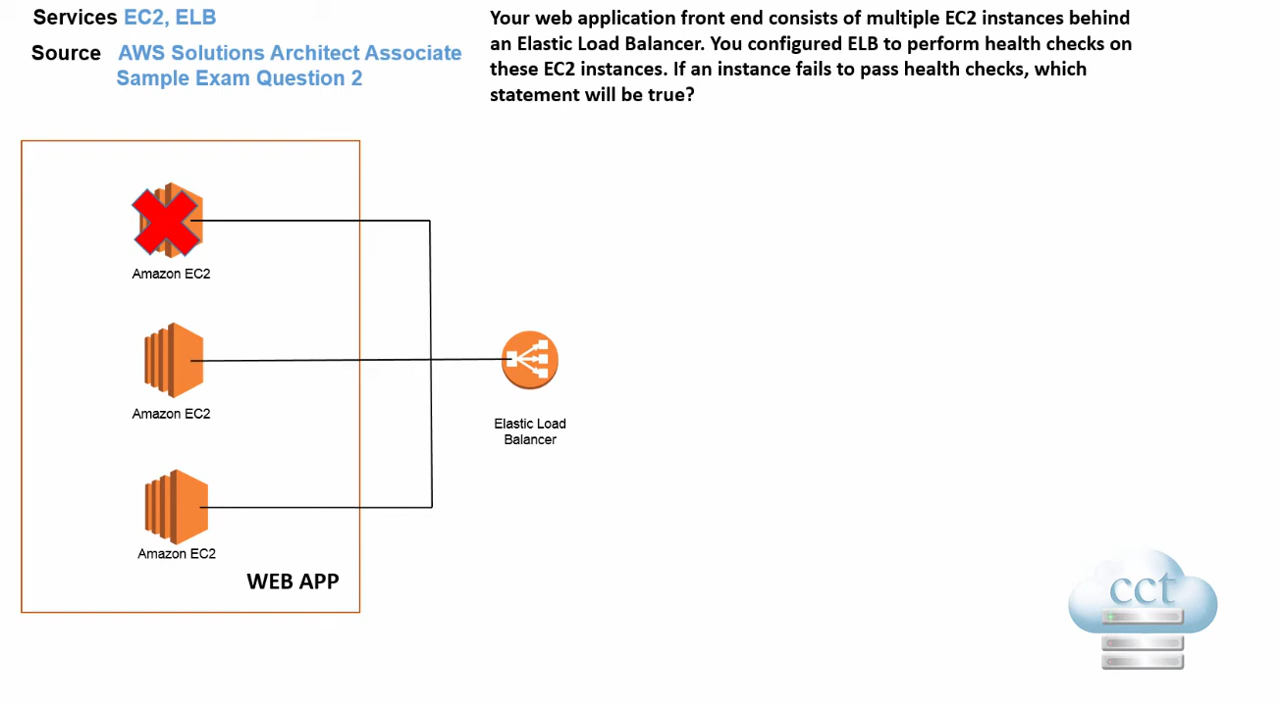 Services EC2, ELB
Source AWS Solutions Architect Associate
Sample Exam Question 2
Your web application front end consists of multiple EC2 instances behind
an Elastic Load Balancer. You configured ELB to perform health checks on
these EC2 instances. If an instance fails to pass health checks, which
statement will be true?
Amazon EC2
Amazon EC2
Elastic Load
Balancer
Amazon EC2
WEB APP
cct